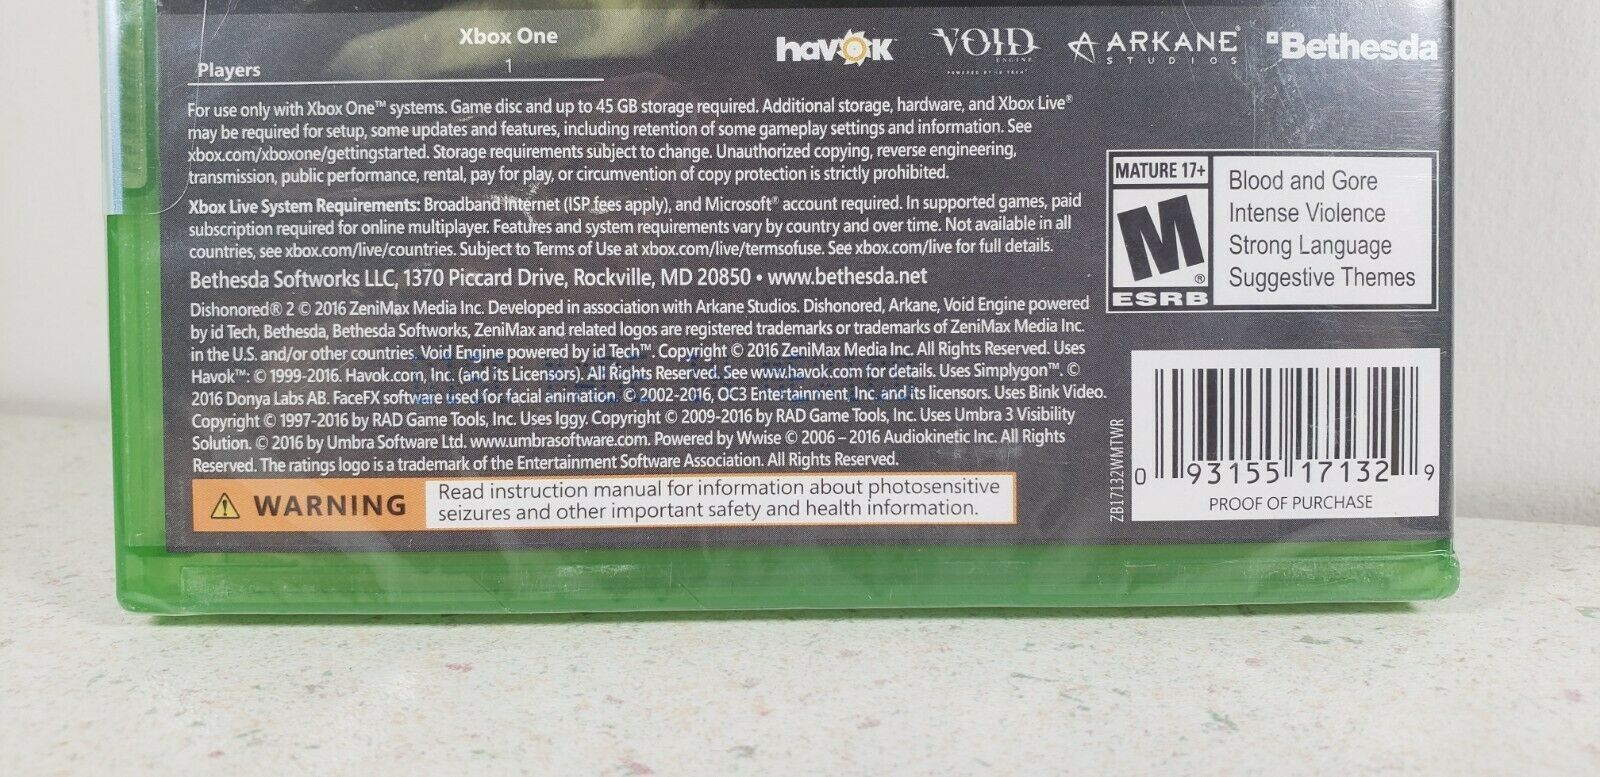 Xbox One
Players 1
havok
VOID
ENGINE
POWERED BY ID TECH
ARKANE
STUDIOS
Bethesda
For use only with Xbox One™ systems. Game disc and up to 45 GB storage required. Additional storage, hardware, and Xbox Live®
may be required for setup, some updates and features, including retention of some gameplay settings and information. See
xbox.com/xboxone/gettingstarted. Storage requirements subject to change. Unauthorized copying, reverse engineering,
transmission, public performance, rental, pay for play, or circumvention of copy protection is strictly prohibited.
Xbox Live System Requirements: Broadband internet (ISP fees apply), and Microsoft® account required. In supported games, paid
subscription required for online multiplayer. Features and system requirements vary by country and over time. Not available in all
countries, see xbox.com/live/countries. Subject to Terms of Use at xbox.com/live/termsofuse. See xbox.com/live for full details.
Bethesda Softworks LLC, 1370 Piccard Drive, Rockville, MD 20850 • www.bethesda.net
Dishonored® 2 © 2016 ZeniMax Media Inc. Developed in association with Arkane Studios. Dishonored, Arkane, Void Engine powered
by id Tech, Bethesda, Bethesda Softworks, ZeniMax and related logos are registered trademarks or trademarks of ZeniMax Media Inc.
in the U.S. and/or other countries. Void Engine powered by id Tech™. Copyright © 2016 ZeniMax Media Inc. All Rights Reserved. Uses
Havok™: © 1999-2016. Havok.com, Inc. (and its Licensors). All Rights Reserved. See www.havok.com for details. Uses Simplygon™. ©
2016 Donya Labs AB. FaceFX software used for facial animation. © 2002-2016, OC3 Entertainment, Inc. and its licensors. Uses Bink Video.
Copyright © 1997-2016 by RAD Game Tools, Inc. Uses Iggy. Copyright © 2009-2016 by RAD Game Tools, Inc. Uses Umbra 3 Visibility
Solution. © 2016 by Umbra Software Ltd. www.umbrasoftware.com. Powered by Wwise © 2006 – 2016 Audiokinetic Inc. All Rights
Reserved. The ratings logo is a trademark of the Entertainment Software Association. All Rights Reserved.
WARNING
Read instruction manual for information about photosensitive
seizures and other important safety and health information.
MATURE 17+
M
®
ESRB
Blood and Gore
Intense Violence
Strong Language
Suggestive Themes
ZB17132WMTWR
0 93155 17132 9
PROOF OF PURCHASE